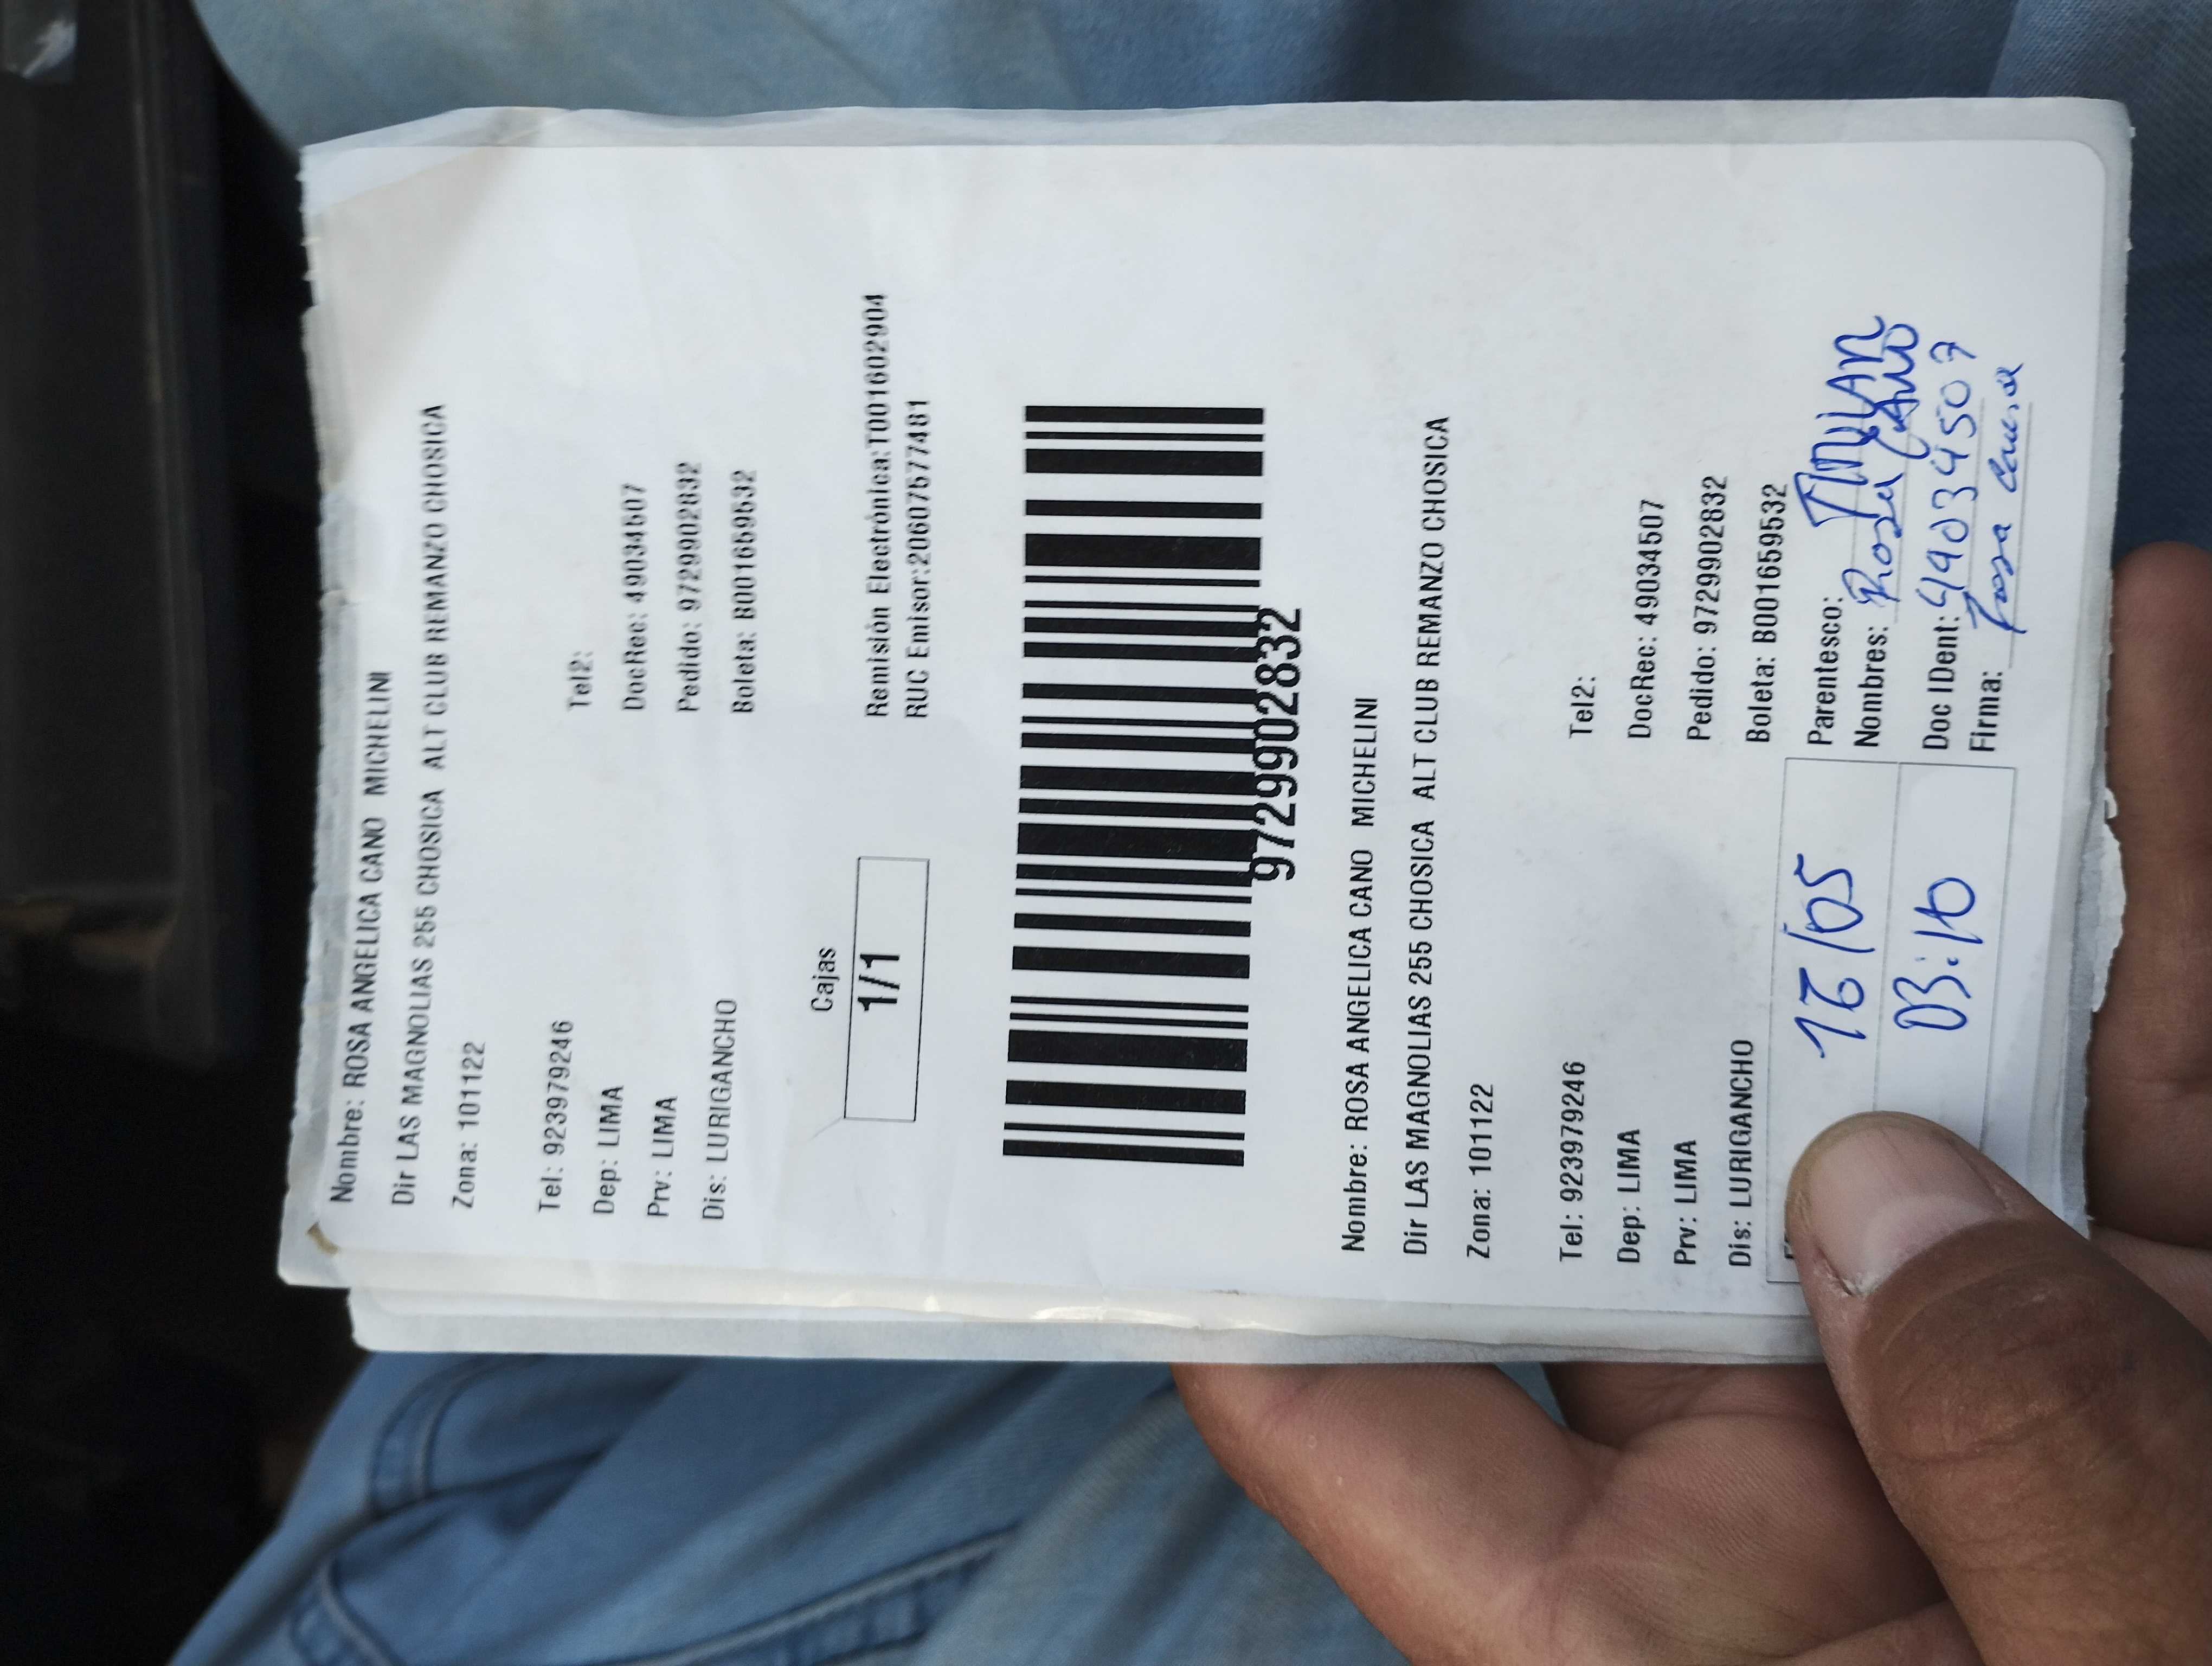 Nombre: ROSA ANGELICA CANO MICHELINI
Dir LAS MAGNOLIAS 255 CHOSICA ALT CLUB REMANZO CHOSICA
Zona: 101122
Tel: 923979246 Tel2:
Dep: LIMA DocRec: 49034507
Prv: LIMA Pedido: 9729902832
Dis: LURIGANCHO Boleta: B001659532
Cajas
1/1
Remisión Electrónica:T001602904
RUC Emisor:20607577481
9729902832
Nombre: ROSA ANGELICA CANO MICHELINI
Dir LAS MAGNOLIAS 255 CHOSICA ALT CLUB REMANZO CHOSICA
Zona: 101122
Tel: 923979246 Tel2:
Dep: LIMA DocRec: 49034507
Prv: LIMA Pedido: 9729902832
Dis: LURIGANCHO Boleta: B001659532
16/05
03:10
Parentesco:
Nombres: Rosa Cano
Doc IDent: 49034507
Firma: Rosa Cano